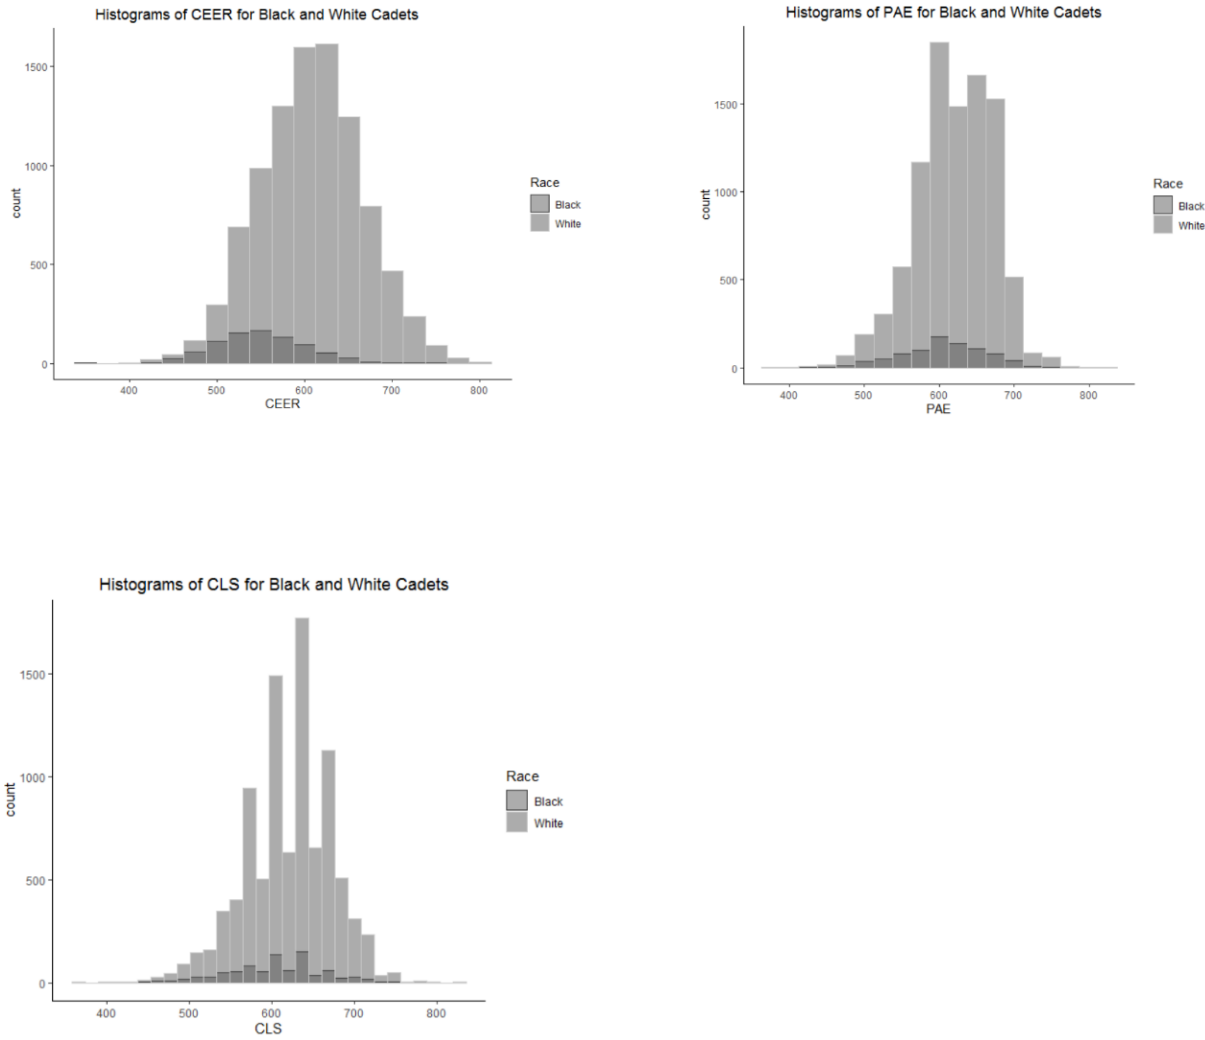 Histograms of CEER for Black and White Cadets
1500
1000
500
0
count
400 500 600 700 800
CEER
Race
Black
White
Histograms of PAE for Black and White Cadets
1500
1000
500
0
count
400 500 600 700 800
PAE
Race
Black
White
Histograms of CLS for Black and White Cadets
1500
1000
500
0
count
400 500 600 700 800
CLS
Race
Black
White